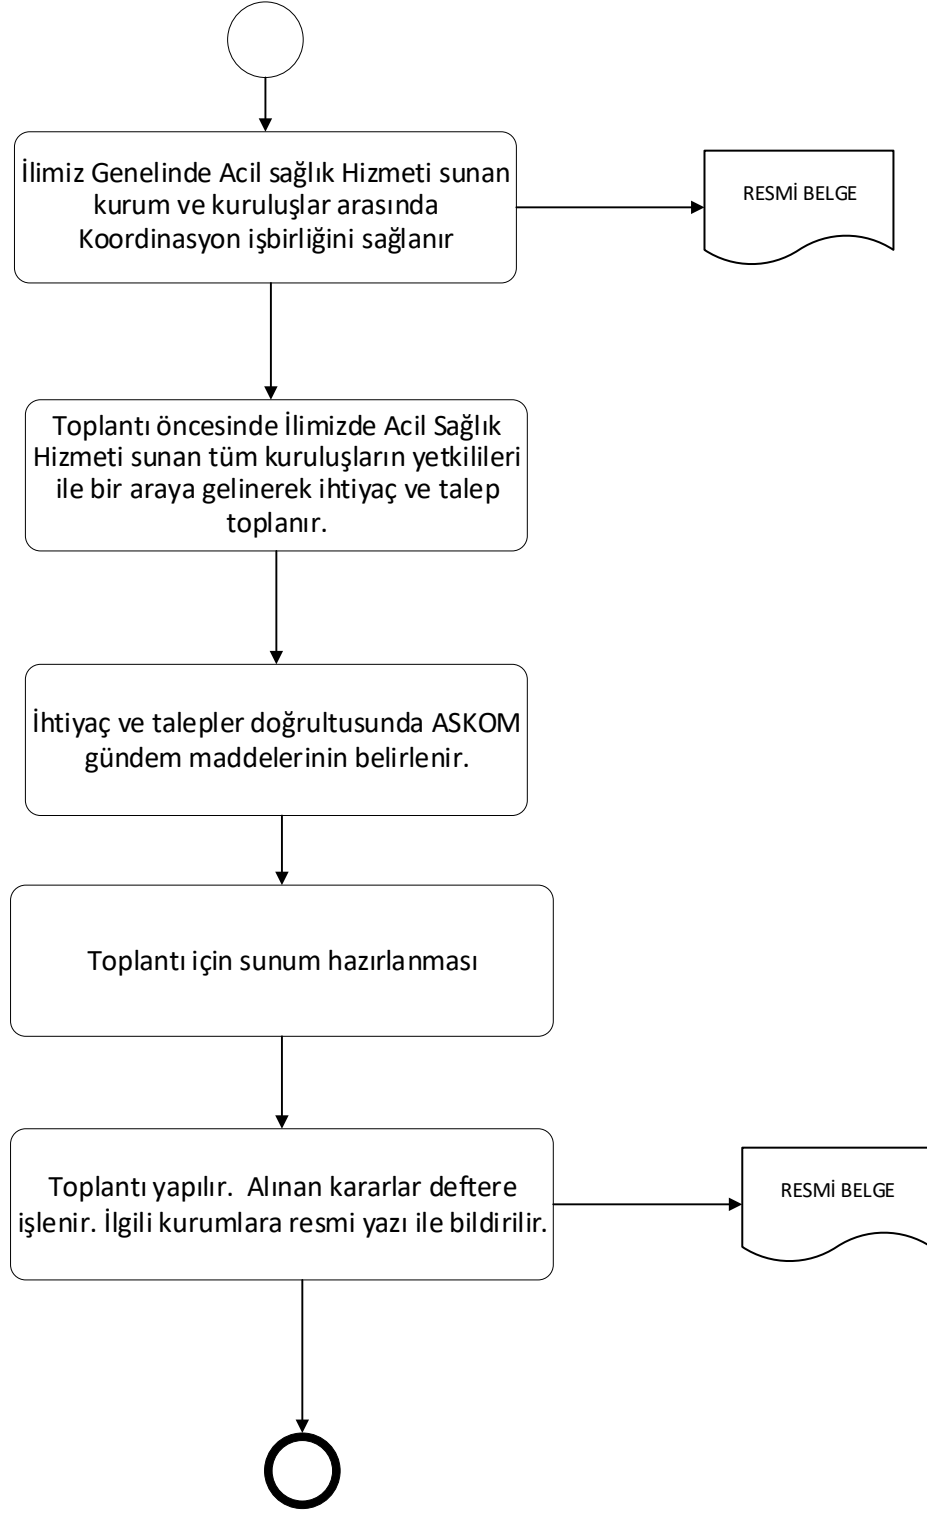 İlimiz Genelinde Acil sağlık Hizmeti sunan
kurum ve kuruluşlar arasında
Koordinasyon işbirliğini sağlanır
RESMİ BELGE
Toplantı öncesinde İlimizde Acil Sağlık
Hizmeti sunan tüm kuruluşların yetkilileri
ile bir araya gelinerek ihtiyaç ve talep
toplanır.
İhtiyaç ve talepler doğrultusunda ASKOM
gündem maddelerinin belirlenir.
Toplantı için sunum hazırlanması
Toplantı yapılır.  Alınan kararlar deftere
işlenir. İlgili kurumlara resmi yazı ile bildirilir.
RESMİ BELGE